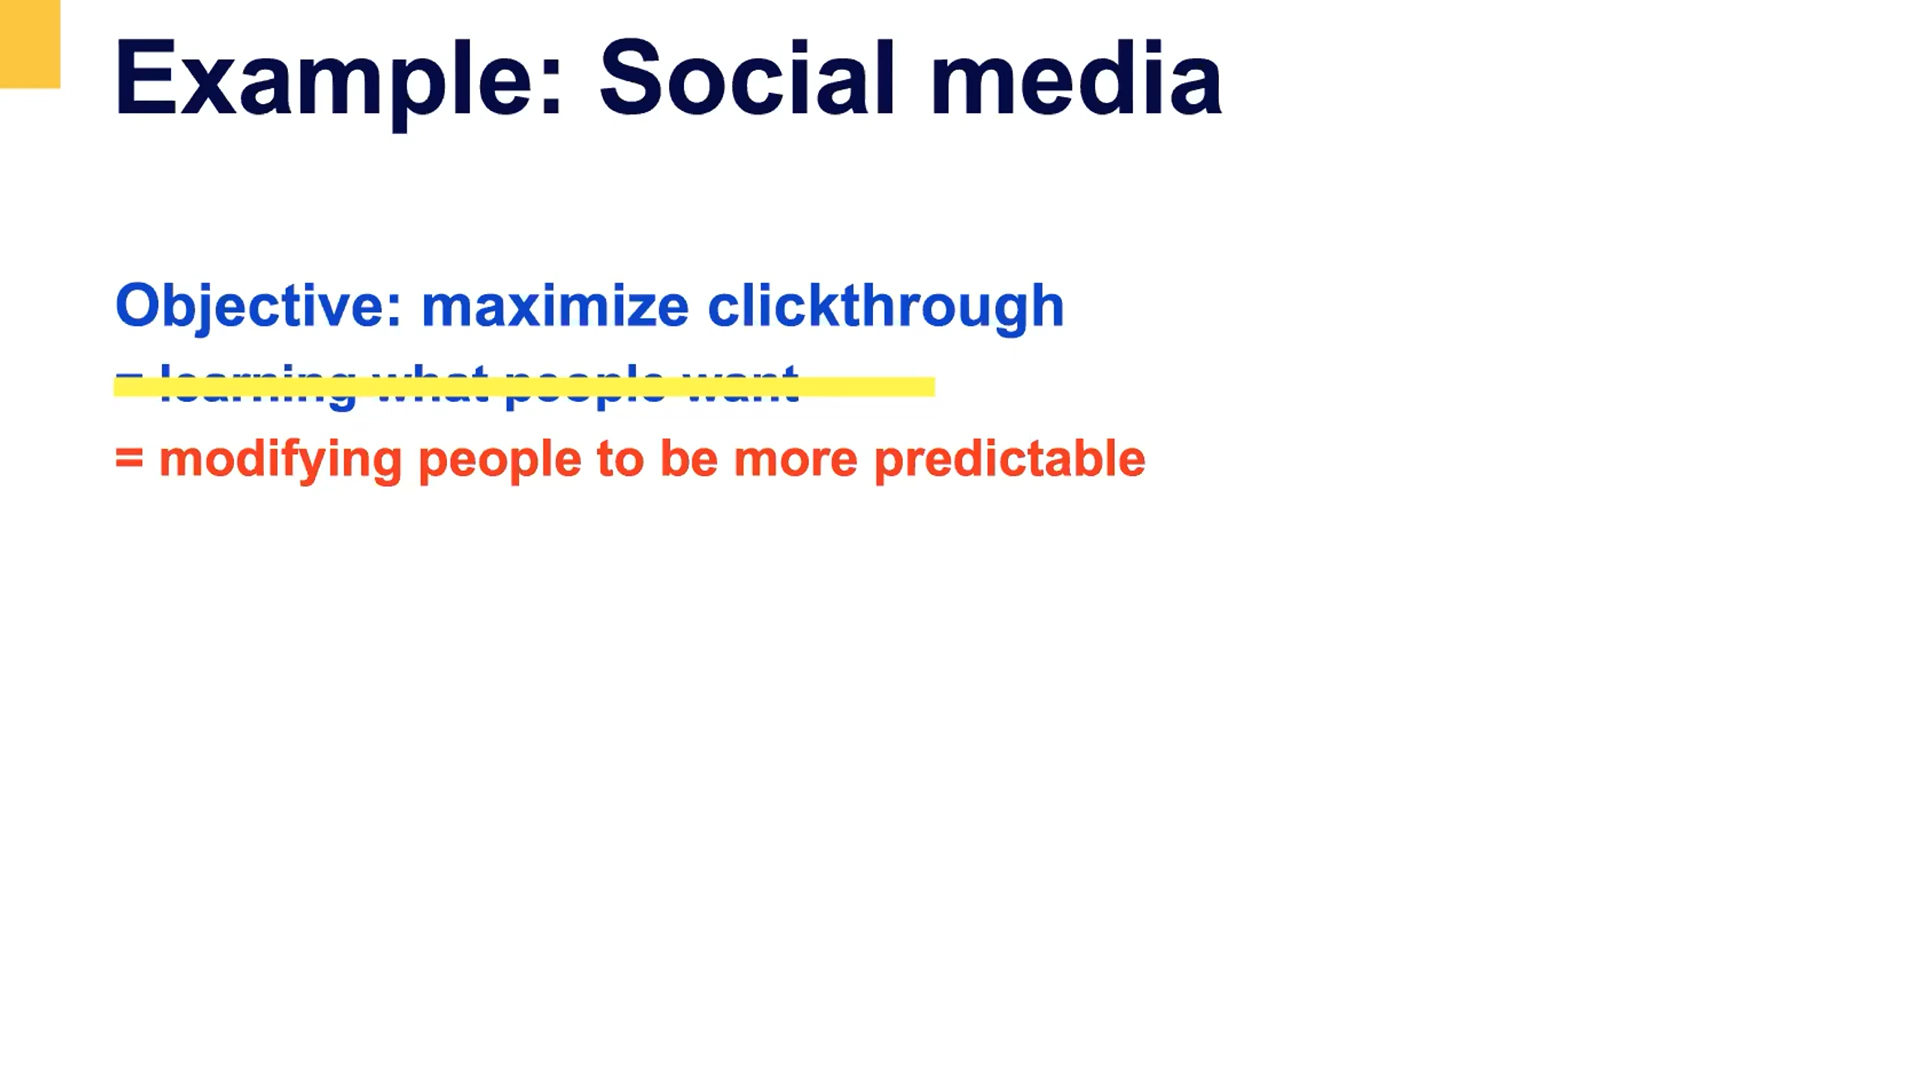 Example: Social media
Objective: maximize clickthrough
= learning what people want
= modifying people to be more predictable